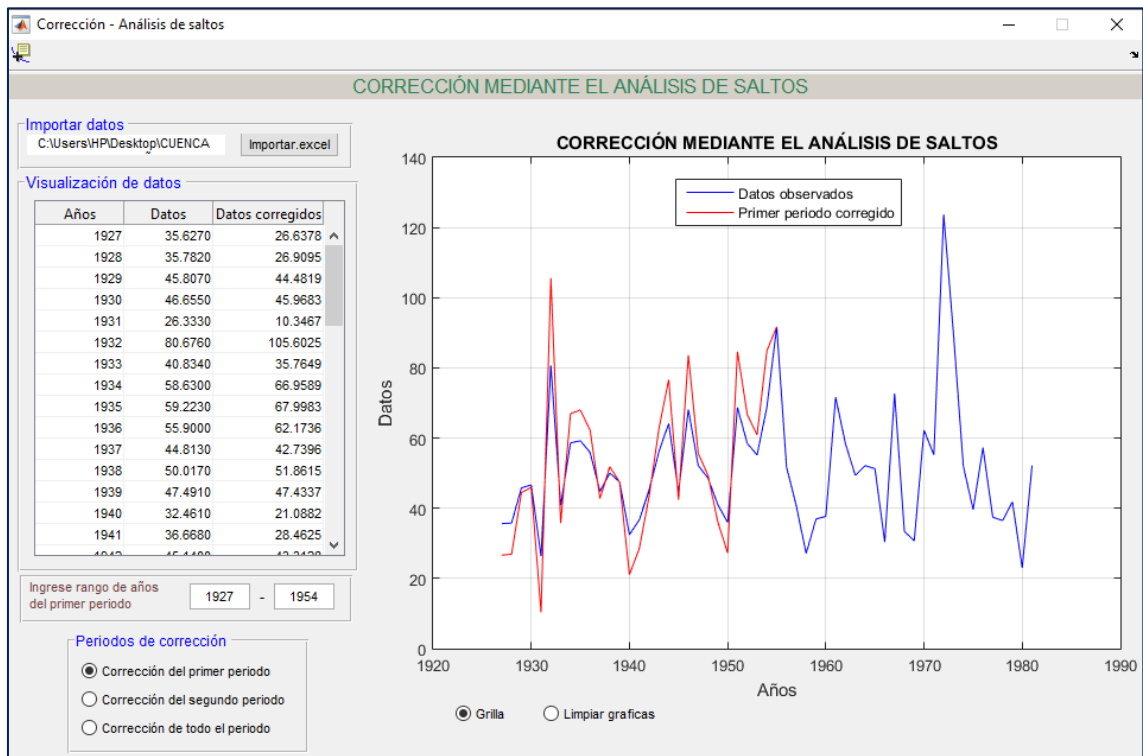 Corrección - Análisis de saltos
CORRECCIÓN MEDIANTE EL ANÁLISIS DE SALTOS
Importar datos
C:\Users\HP\Desktop\CUENCA
Importar.excel
Visualización de datos
Años Datos Datos corregidos
1927 35.6270 26.6378
1928 35.7820 26.9095
1929 45.8070 44.4819
1930 46.6550 45.9683
1931 26.3330 10.3467
1932 80.6760 105.6025
1933 40.8340 35.7649
1934 58.6300 66.9589
1935 59.2230 67.9983
1936 55.9000 62.1736
1937 44.8130 42.7396
1938 50.0170 51.8615
1939 47.4910 47.4337
1940 32.4610 21.0882
1941 36.6680 28.4625
Ingrese rango de años
del primer periodo
1927 - 1954
Periodos de corrección
Corrección del primer periodo
Corrección del segundo periodo
Corrección de todo el periodo
CORRECCIÓN MEDIANTE EL ANÁLISIS DE SALTOS
Datos observados
Primer periodo corregido
140
120
100
80
60
40
20
0
Datos
1920 1930 1940 1950 1960 1970 1980 1990
Años
Grilla
Limpiar graficas